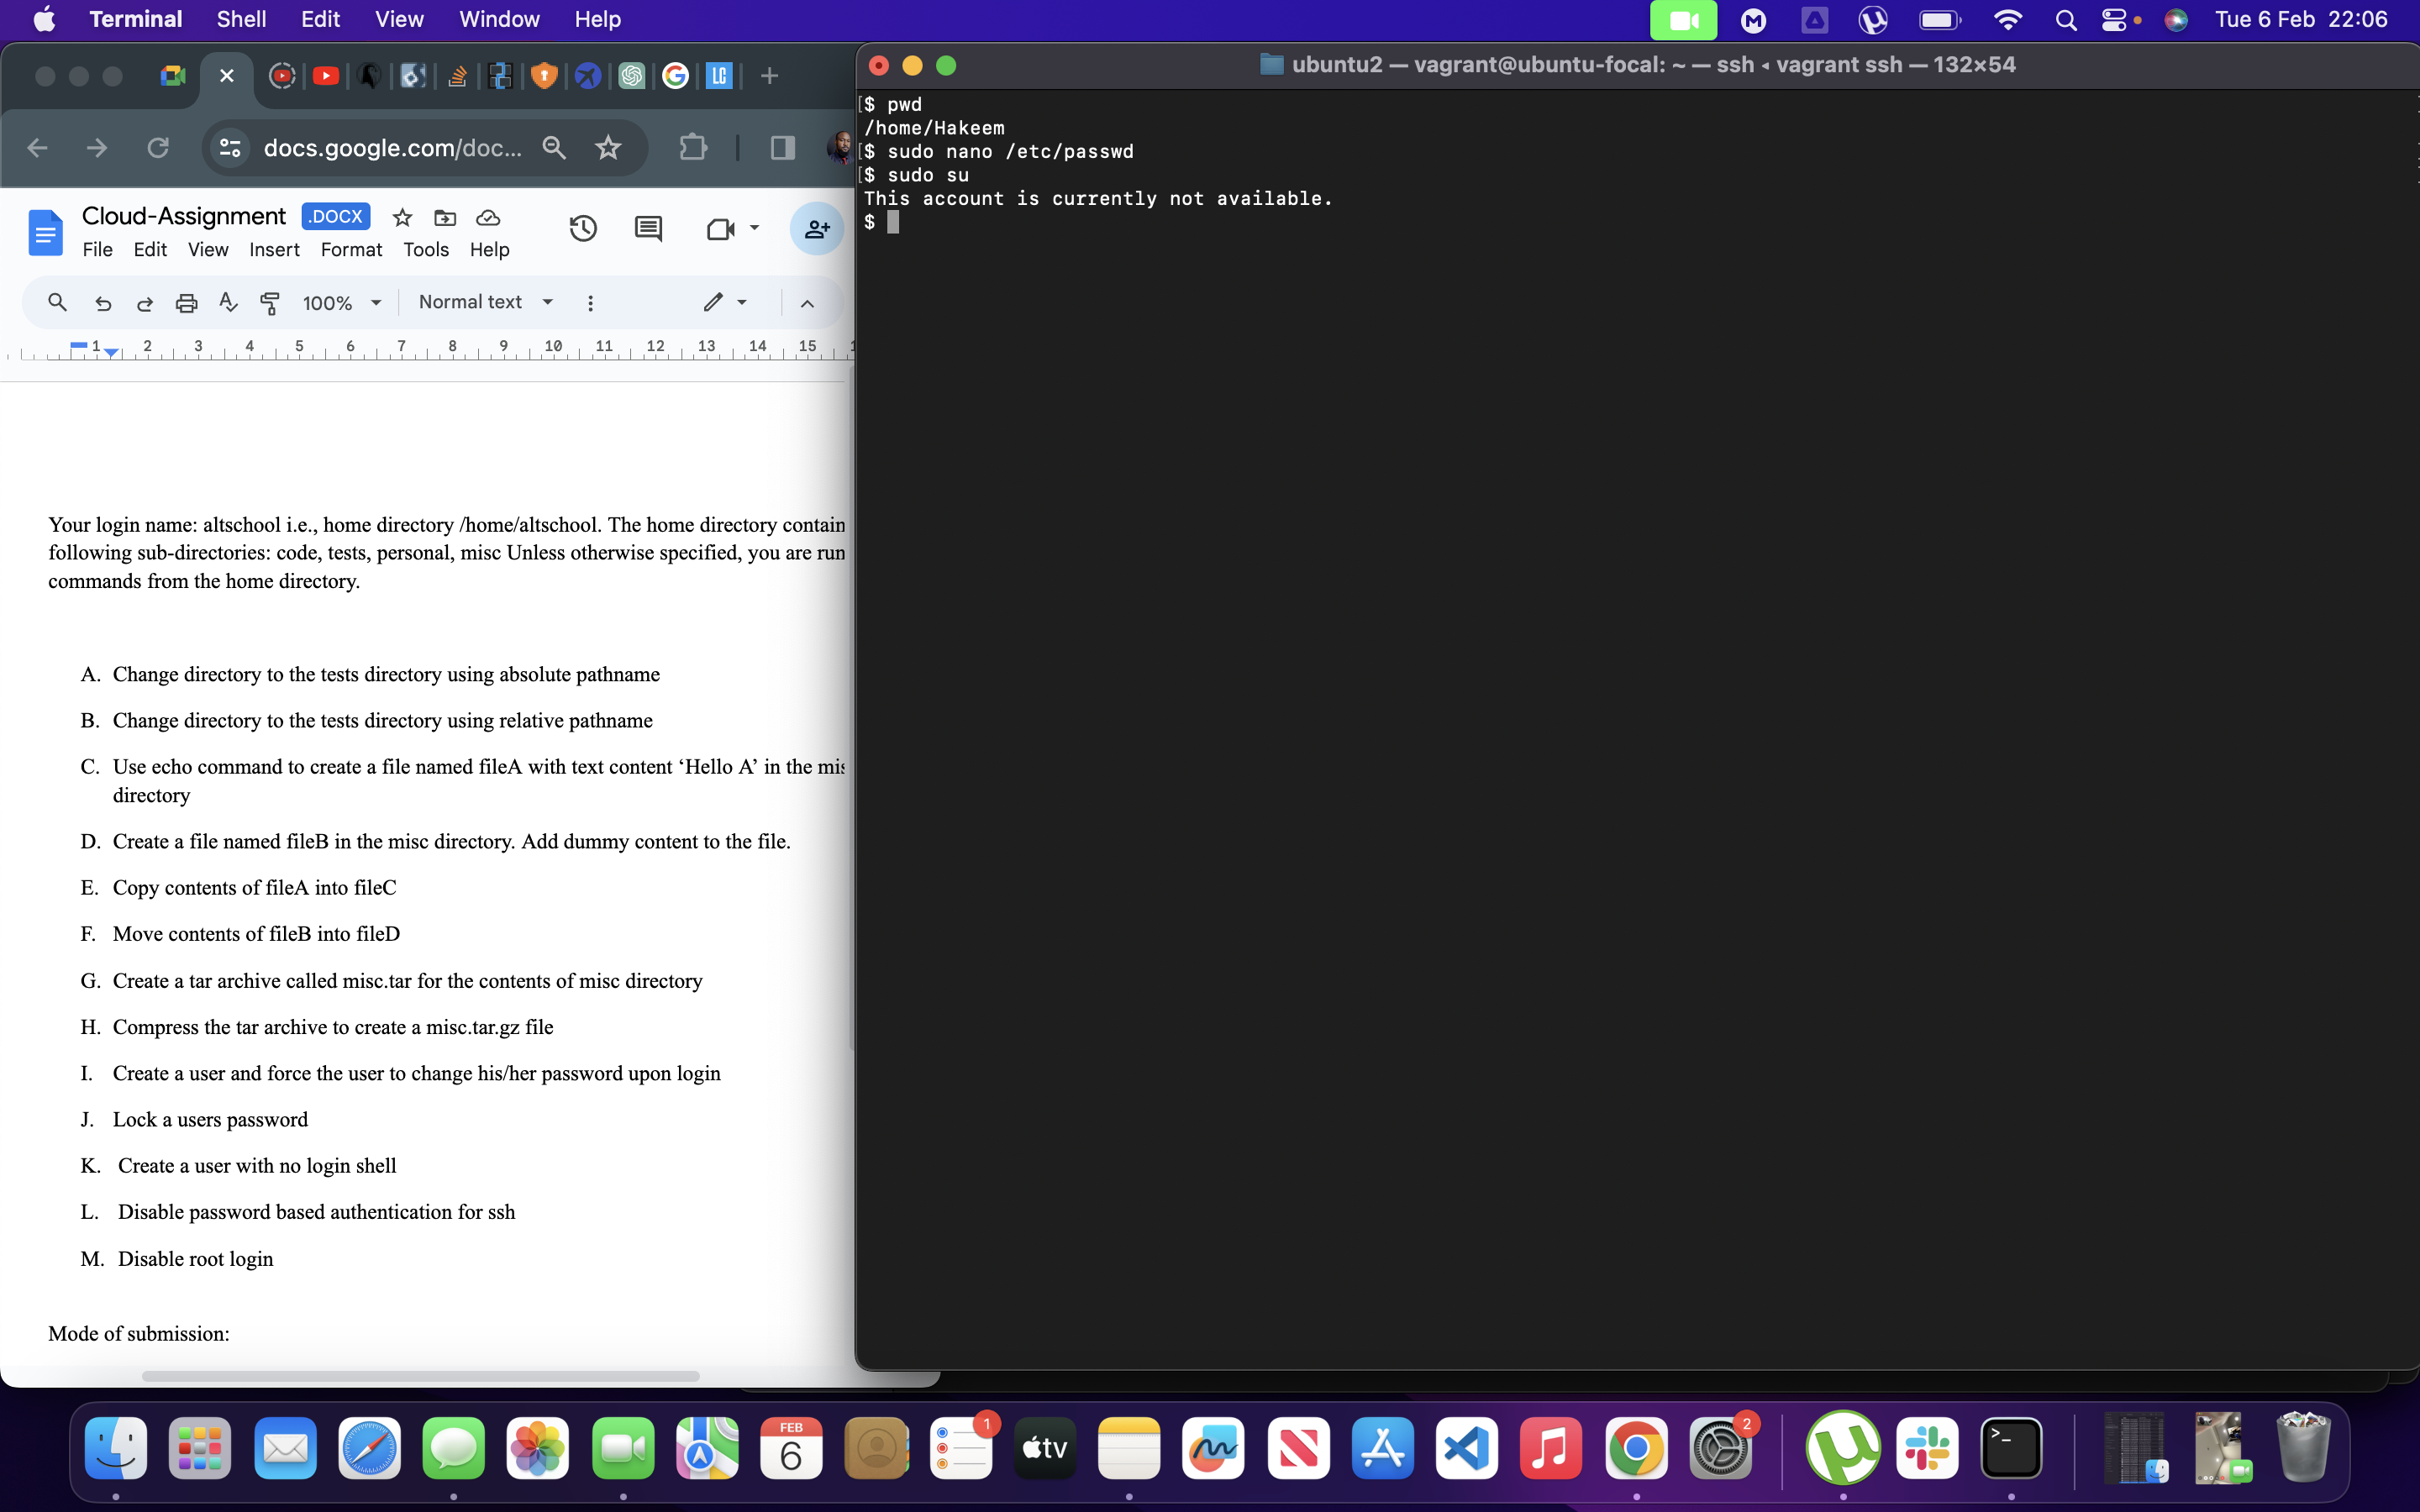 Terminal Shell Edit View Window Help Tue 6 Feb 22:06
LC
docs.google.com/doc...
Cloud-Assignment .DOCX
File Edit View Insert Format Tools Help
100% Normal text
1 2 3 4 5 6 7 8 9 10 11 12 13 14 15
Your login name: altschool i.e., home directory /home/altschool. The home directory contain
following sub-directories: code, tests, personal, misc Unless otherwise specified, you are run
commands from the home directory.
A. Change directory to the tests directory using absolute pathname
B. Change directory to the tests directory using relative pathname
C. Use echo command to create a file named fileA with text content ‘Hello A’ in the mis
directory
D. Create a file named fileB in the misc directory. Add dummy content to the file.
E. Copy contents of fileA into fileC
F. Move contents of fileB into fileD
G. Create a tar archive called misc.tar for the contents of misc directory
H. Compress the tar archive to create a misc.tar.gz file
I. Create a user and force the user to change his/her password upon login
J. Lock a users password
K. Create a user with no login shell
L. Disable password based authentication for ssh
M. Disable root login
Mode of submission:
ubuntu2 — vagrant@ubuntu-focal: ~ — ssh ◂ vagrant ssh — 132×54
[$ pwd
/home/Hakeem
[$ sudo nano /etc/passwd
[$ sudo su
This account is currently not available.
$
FEB
6
1
tv
2
>_